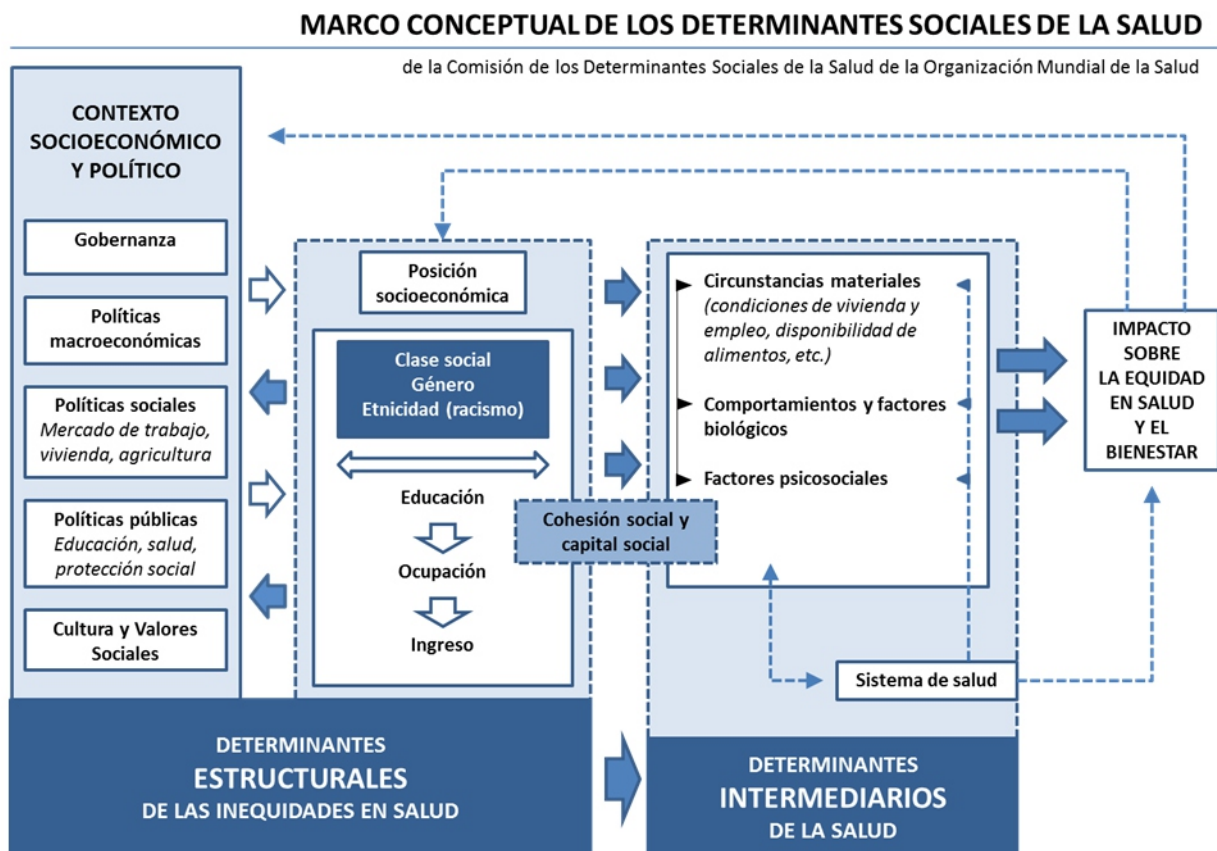 MARCO CONCEPTUAL DE LOS DETERMINANTES SOCIALES DE LA SALUD
de la Comisión de los Determinantes Sociales de la Salud de la Organización Mundial de la Salud
CONTEXTO
SOCIOECONÓMICO
Y POLÍTICO
Gobernanza
Políticas
macroeconómicas
Políticas sociales
Mercado de trabajo,
vivienda, agricultura
Políticas públicas
Educación, salud,
protección social
Cultura y Valores
Sociales
Posición
socioeconómica
Clase social
Género
Etnicidad (racismo)
Educación
Ocupación
Ingreso
Cohesión social y
capital social
Circunstancias materiales
(condiciones de vivienda y
empleo, disponibilidad de
alimentos, etc.)
Comportamientos y factores
biológicos
Factores psicosociales
Sistema de salud
IMPACTO
SOBRE
LA EQUIDAD
EN SALUD
Y EL
BIENESTAR
DETERMINANTES
ESTRUCTURALES
DE LAS INEQUIDADES EN SALUD
DETERMINANTES
INTERMEDIARIOS
DE LA SALUD